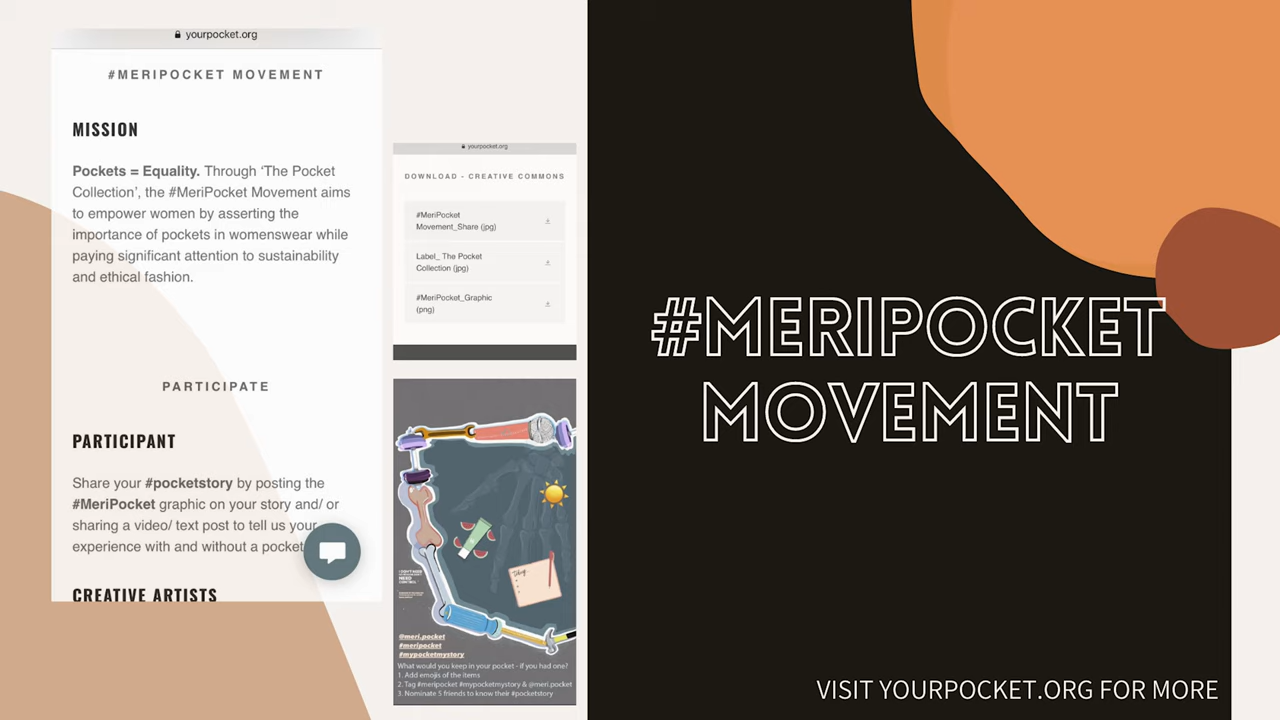 yourpocket.org
#MERIPOCKET MOVEMENT
MISSION
Pockets = Equality. Through ‘The Pocket
Collection’, the #MeriPocket Movement aims
to empower women by asserting the
importance of pockets in womenswear while
paying significant attention to sustainability
and ethical fashion.
PARTICIPATE
PARTICIPANT
Share your #pocketstory by posting the
#MeriPocket graphic on your story and/ or
sharing a video/ text post to tell us your
experience with and without a pocket
CREATIVE ARTISTS
yourpocket.org
DOWNLOAD - CREATIVE COMMONS
#MeriPocket
Movement_Share (jpg)
Label_ The Pocket
Collection (jpg)
#MeriPocket_Graphic
(png)
@meri.pocket
#meripocket
#mypocketmystory
What would you keep in your pocket - if you had one?
1. Add emojis of the items
2. Tag #meripocket #mypocketmystory & @meri.pocket
3. Nominate 5 friends to know their #pocketstory
#MERIPOCKET
MOVEMENT
VISIT YOURPOCKET.ORG FOR MORE